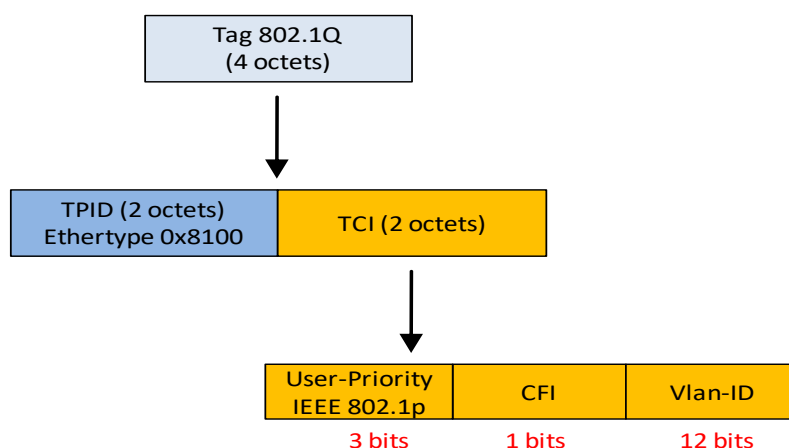 Tag 802.1Q
(4 octets)
TPID (2 octets)
Ethertype 0x8100
TCI (2 octets)
User-Priority
IEEE 802.1p
CFI
Vlan-ID
3 bits
1 bits
12 bits